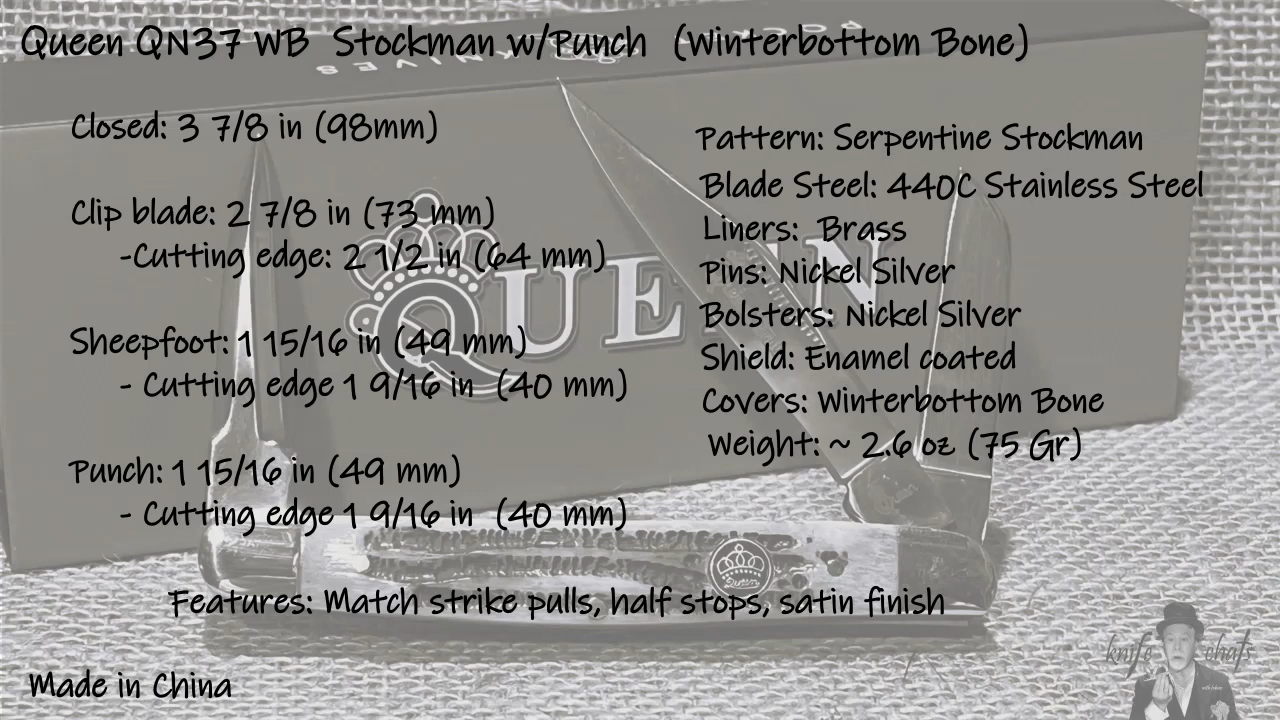 Queen QN37 WB Stockman w/Punch (Winterbottom Bone)
Closed: 3 7/8 in (98mm)
Clip blade: 2 7/8 in (73 mm)
-Cutting edge: 2 1/2 in (64 mm)
Sheepfoot: 1 15/16 in (49 mm)
- Cutting edge 1 9/16 in (40 mm)
Punch: 1 15/16 in (49 mm)
- Cutting edge 1 9/16 in (40 mm)
Pattern: Serpentine Stockman
Blade Steel: 440C Stainless Steel
Liners: Brass
Pins: Nickel Silver
Bolsters: Nickel Silver
Shield: Enamel coated
Covers: Winterbottom Bone
Weight: ~ 2.6 oz (75 Gr)
Features: Match strike pulls, half stops, satin finish
Made in China
QUEEN
Queen
knife chats